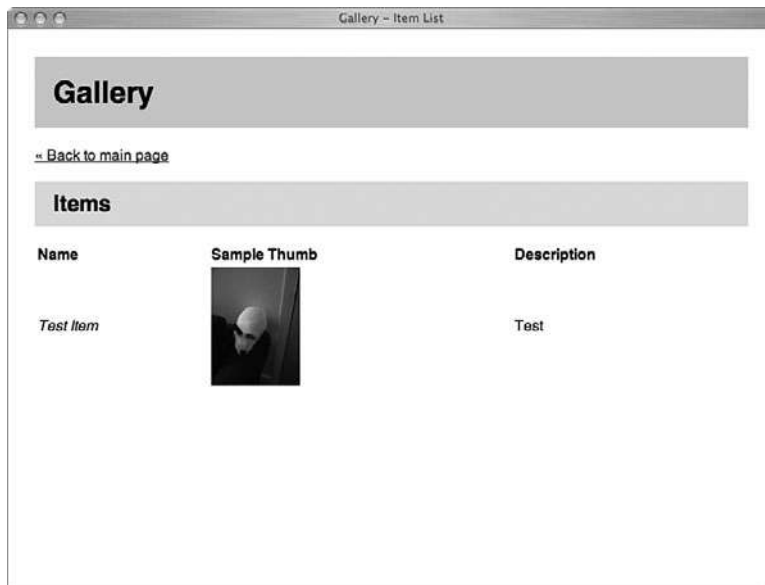 Gallery – Item List
Gallery
« Back to main page
Items
Name Sample Thumb Description
Test Item Test